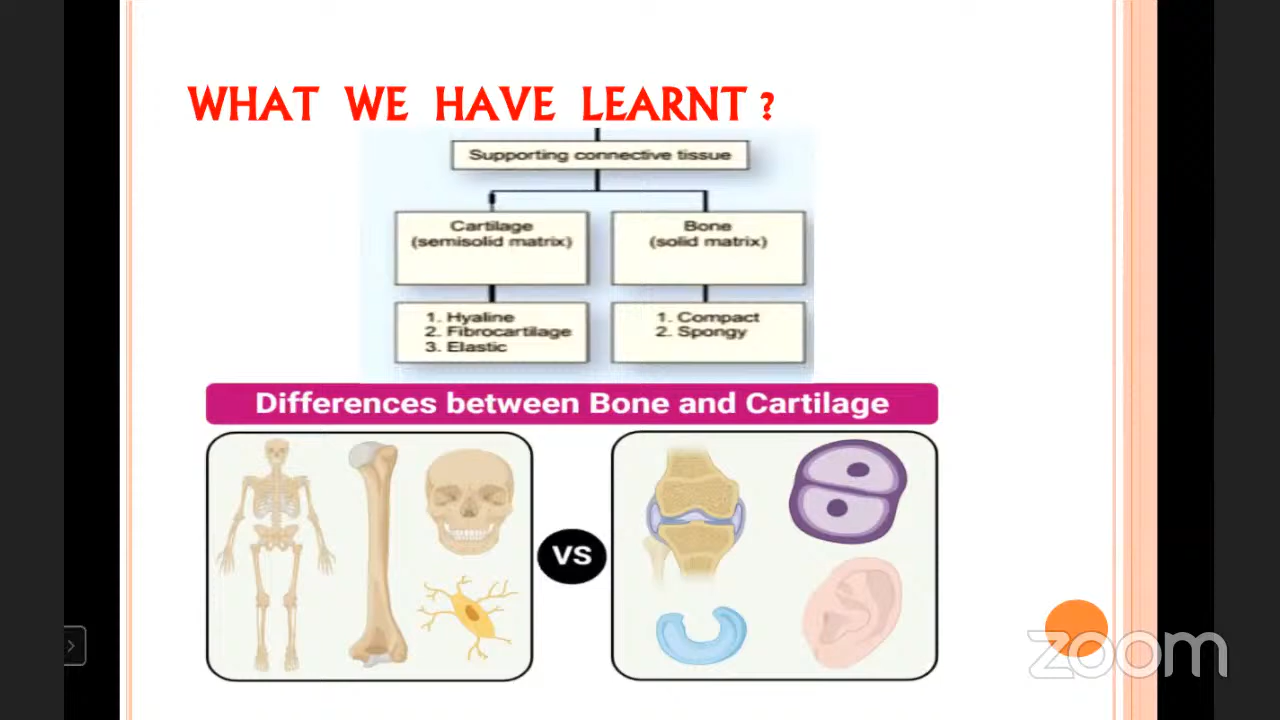 WHAT WE HAVE LEARNT ?
Supporting connective tissue
Cartilage
(semisolid matrix)
Bone
(solid matrix)
1. Hyaline
2. Fibrocartilage
3. Elastic
1. Compact
2. Spongy
Differences between Bone and Cartilage
VS
zoom